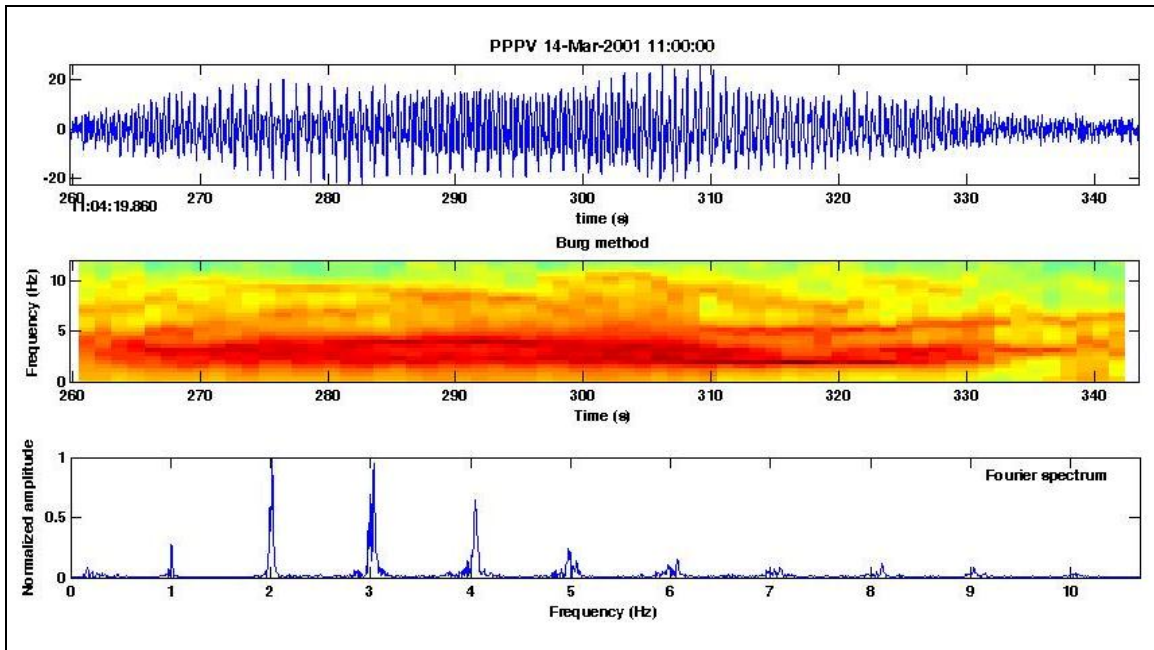 PPPV 14-Mar-2001 11:00:00
20
0
-20
260 270 280 290 300 310 320 330 340
11:04:19.860
time (s)
Burg method
Frequency (Hz)
10
5
0
260 270 280 290 300 310 320 330 340
Time (s)
Normalized amplitude
1
0.5
0
Fourier spectrum
0 1 2 3 4 5 6 7 8 9 10
Frequency (Hz)